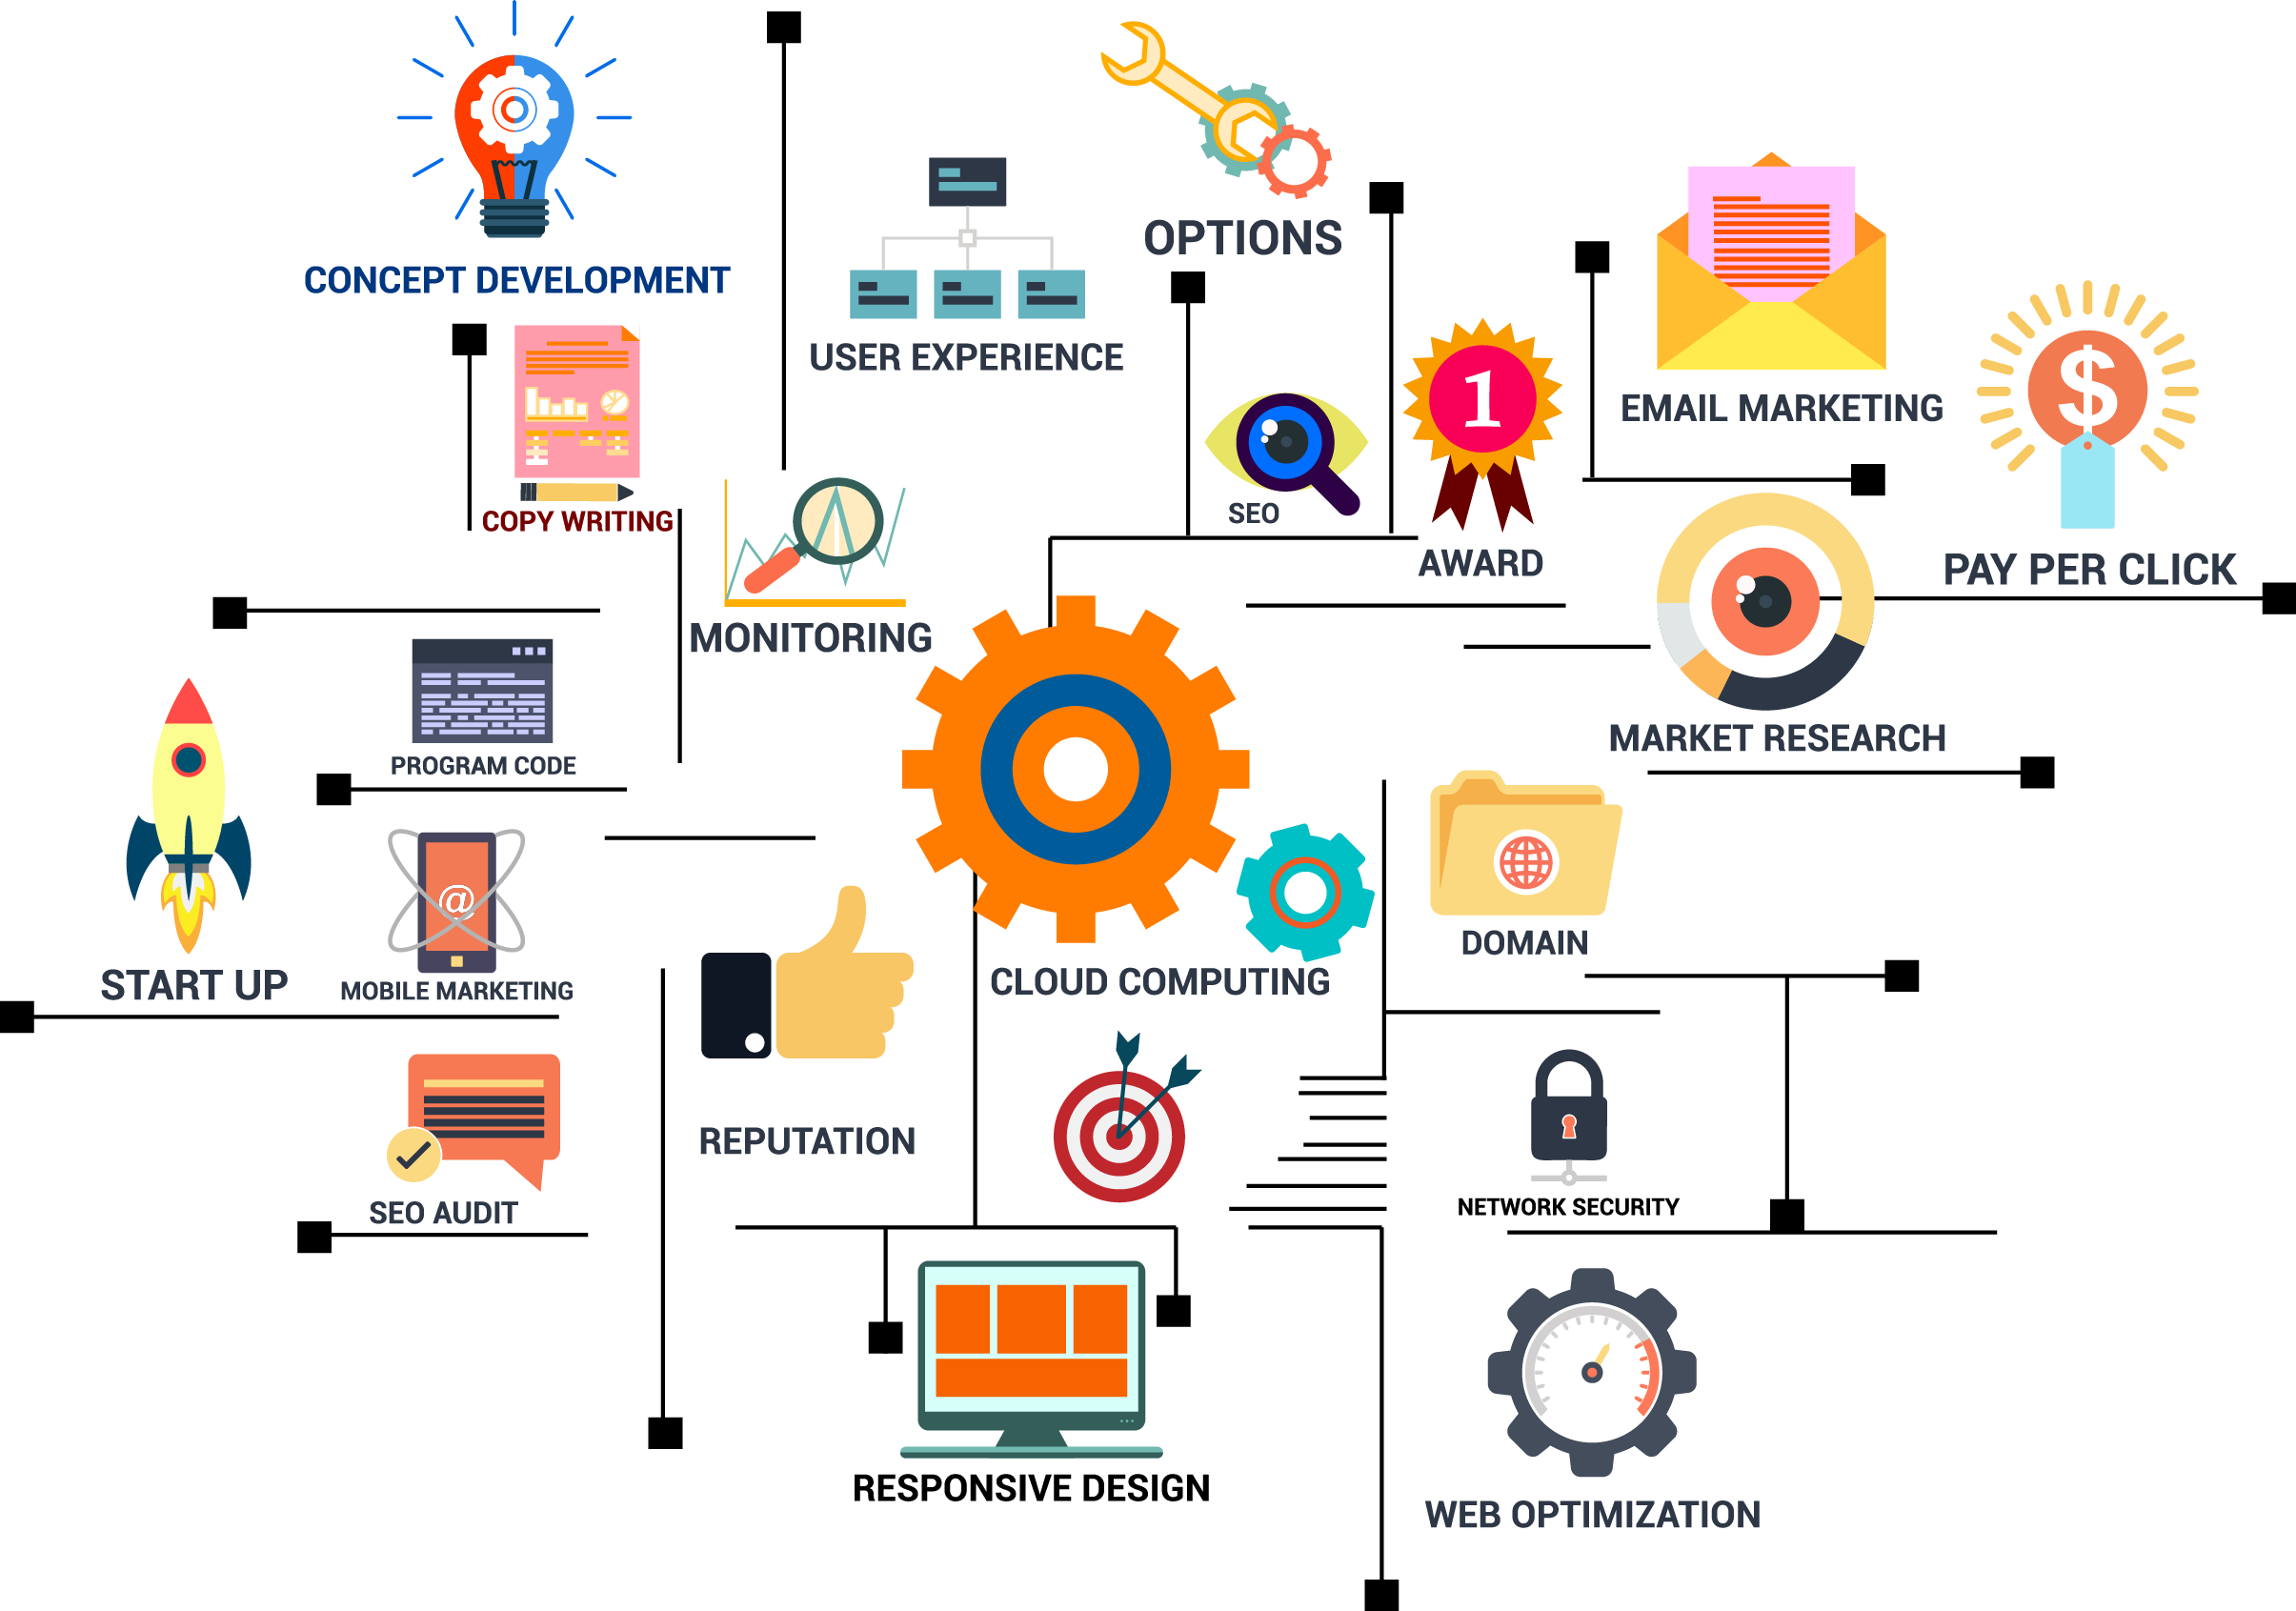 CONCEPT DEVELOPMENT
OPTIONS
USER EXPERIENCE
EMAIL MARKETING
$
1
COPY WRITING
SEO
AWARD
PAY PER CLICK
MONITORING
MARKET RESEARCH
PROGRAM CODE
@
DOMAIN
START UP
MOBILE MARKETING
CLOUD COMPUTING
REPUTATION
NETWORK SECURITY
SEO AUDIT
RESPONSIVE DESIGN
WEB OPTIMIZATION